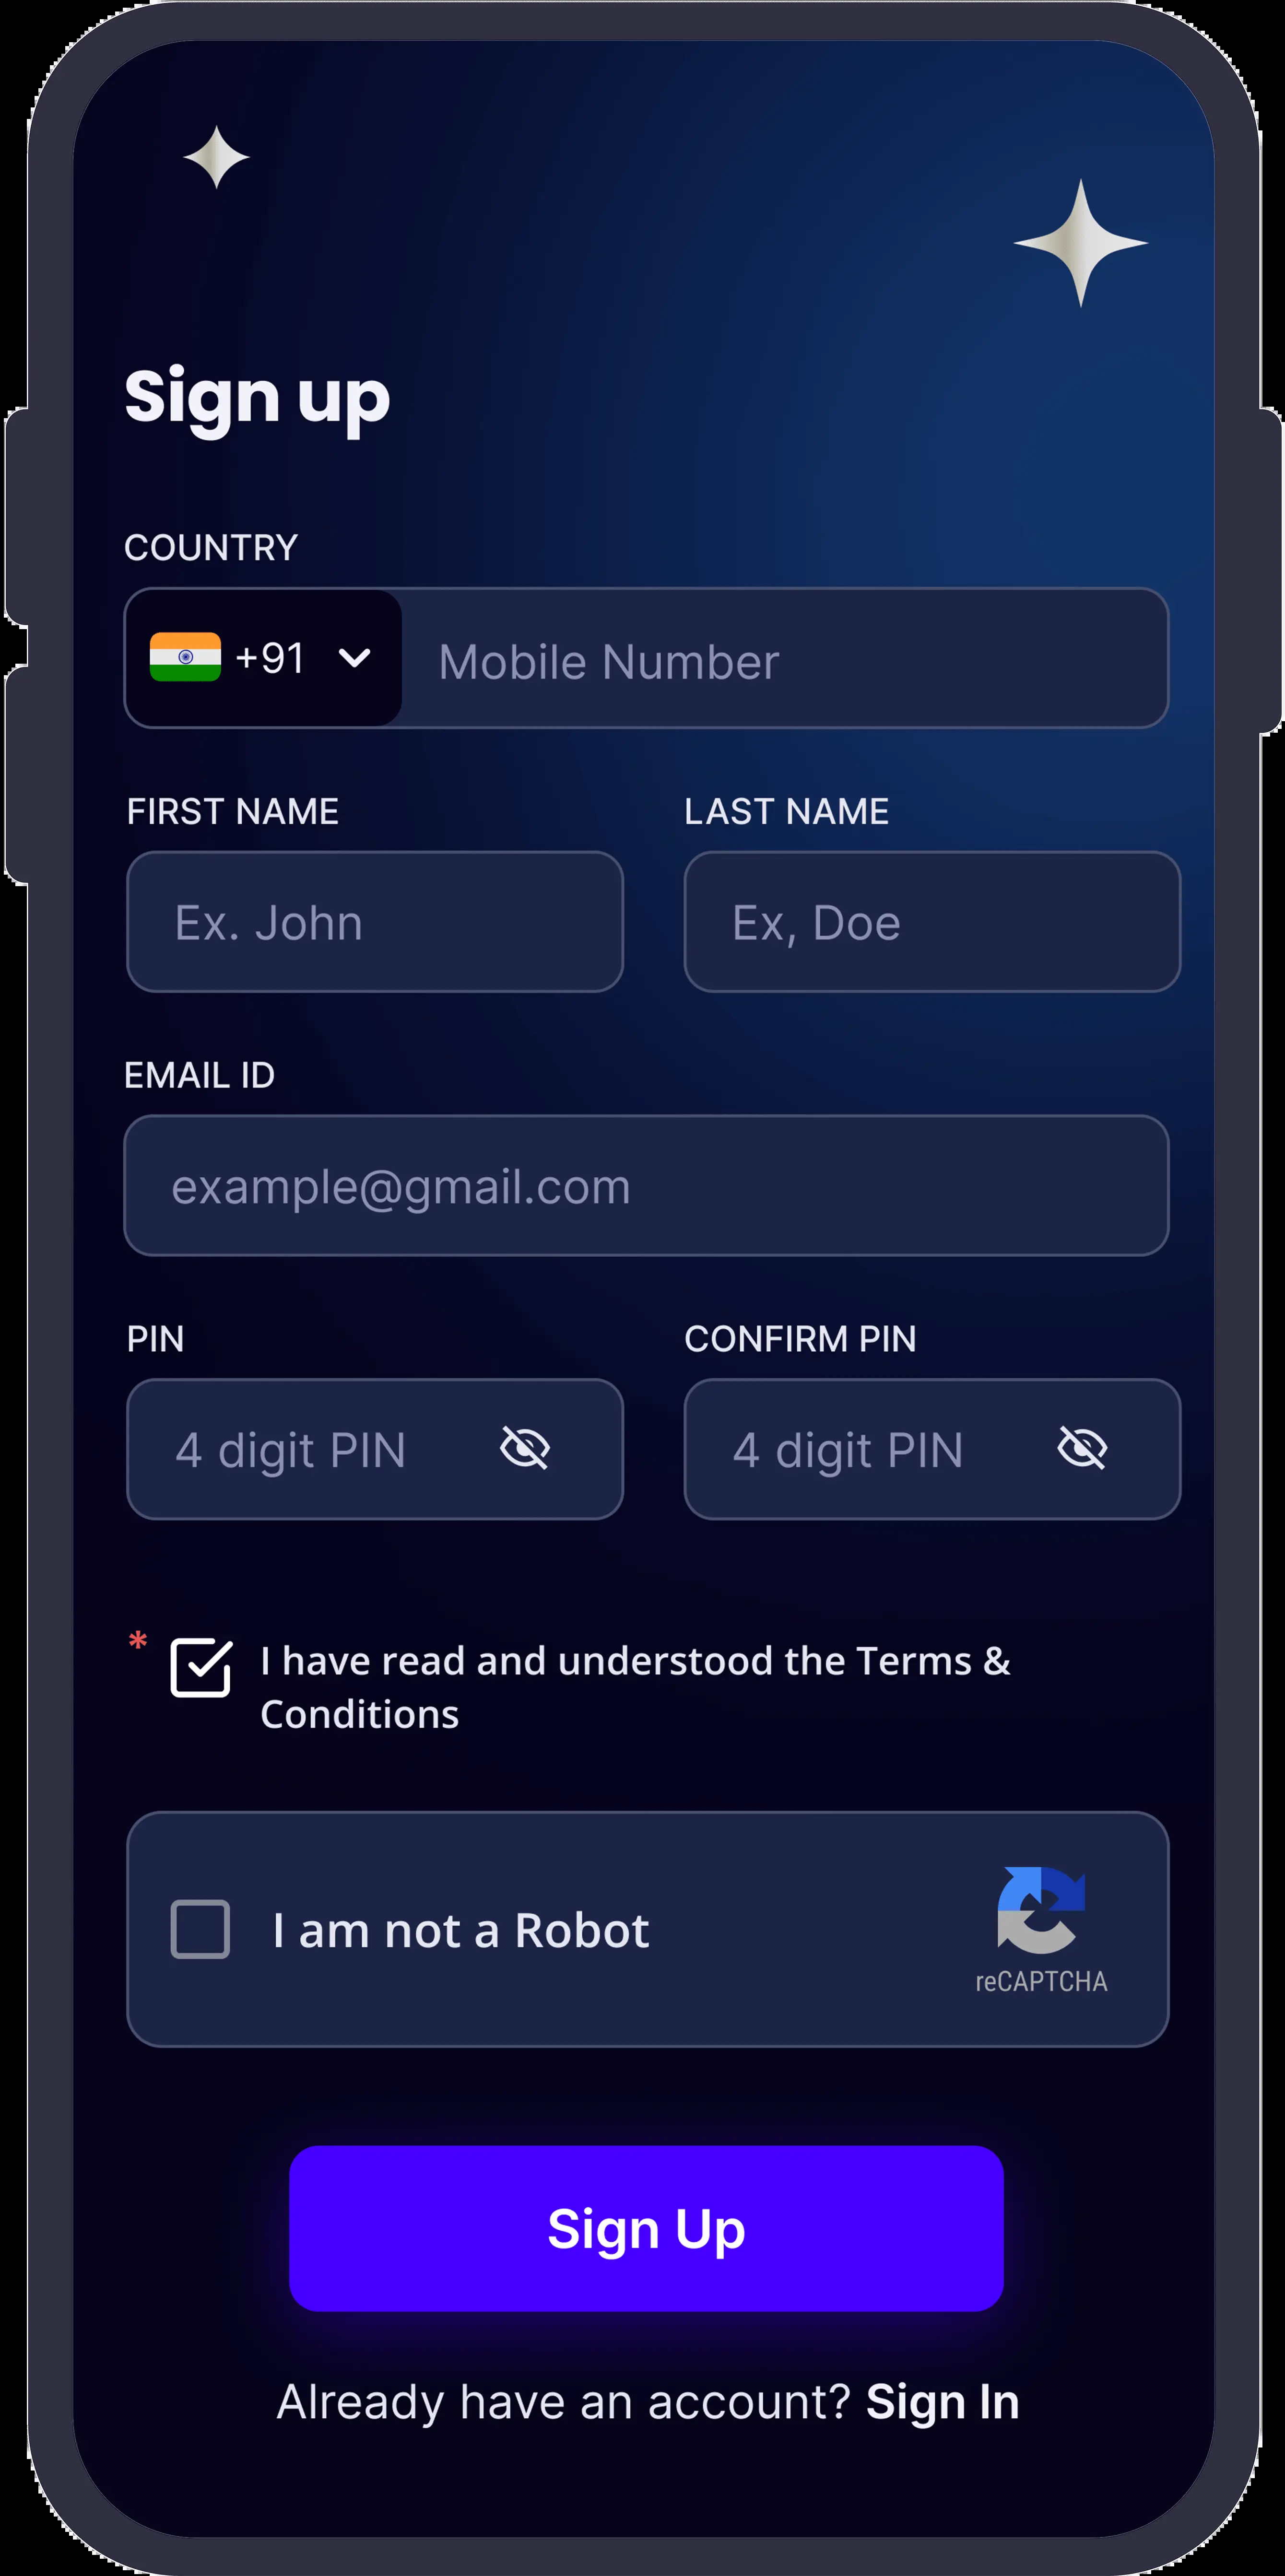 Sign up
COUNTRY
+91 Mobile Number
FIRST NAME LAST NAME
Ex. John Ex, Doe
EMAIL ID
example@gmail.com
PIN CONFIRM PIN
4 digit PIN 4 digit PIN
* I have read and understood the Terms &
Conditions
I am not a Robot
reCAPTCHA
Sign Up
Already have an account? Sign In